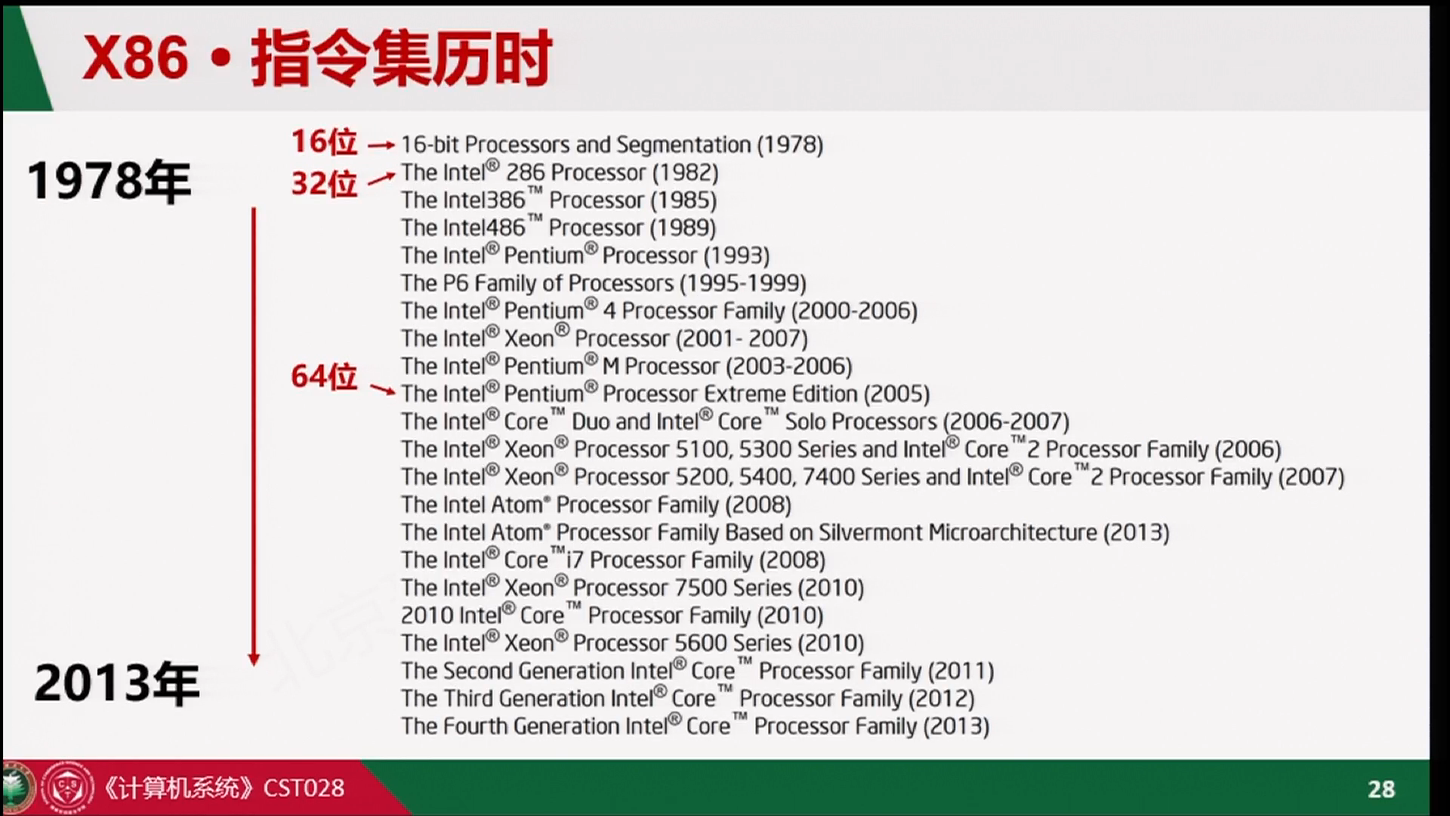 X86 • 指令集历时
1978年
16位
32位
64位
2013年
16-bit Processors and Segmentation (1978)
The Intel® 286 Processor (1982)
The Intel386™ Processor (1985)
The Intel486™ Processor (1989)
The Intel® Pentium® Processor (1993)
The P6 Family of Processors (1995-1999)
The Intel® Pentium® 4 Processor Family (2000-2006)
The Intel® Xeon® Processor (2001- 2007)
The Intel® Pentium® M Processor (2003-2006)
The Intel® Pentium® Processor Extreme Edition (2005)
The Intel® Core™ Duo and Intel® Core™ Solo Processors (2006-2007)
The Intel® Xeon® Processor 5100, 5300 Series and Intel® Core™2 Processor Family (2006)
The Intel® Xeon® Processor 5200, 5400, 7400 Series and Intel® Core™2 Processor Family (2007)
The Intel Atom® Processor Family (2008)
The Intel Atom® Processor Family Based on Silvermont Microarchitecture (2013)
The Intel® Core™i7 Processor Family (2008)
The Intel® Xeon® Processor 7500 Series (2010)
2010 Intel® Core™ Processor Family (2010)
The Intel® Xeon® Processor 5600 Series (2010)
The Second Generation Intel® Core™ Processor Family (2011)
The Third Generation Intel® Core™ Processor Family (2012)
The Fourth Generation Intel® Core™ Processor Family (2013)
北京
《计算机系统》CST028
28